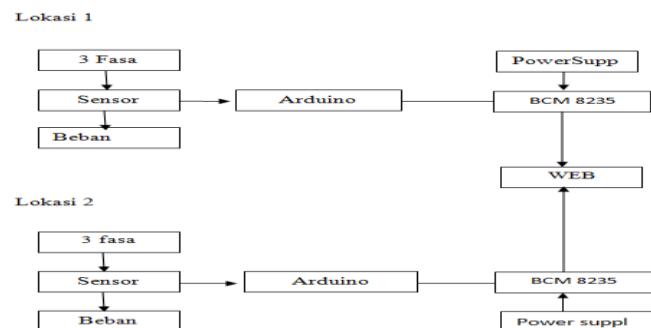 Lokasi 1
3 Fasa
PowerSupp
Sensor
Arduino
BCM 8235
Beban
WEB
Lokasi 2
3 fasa
Sensor
Arduino
BCM 8235
Beban
Power suppl